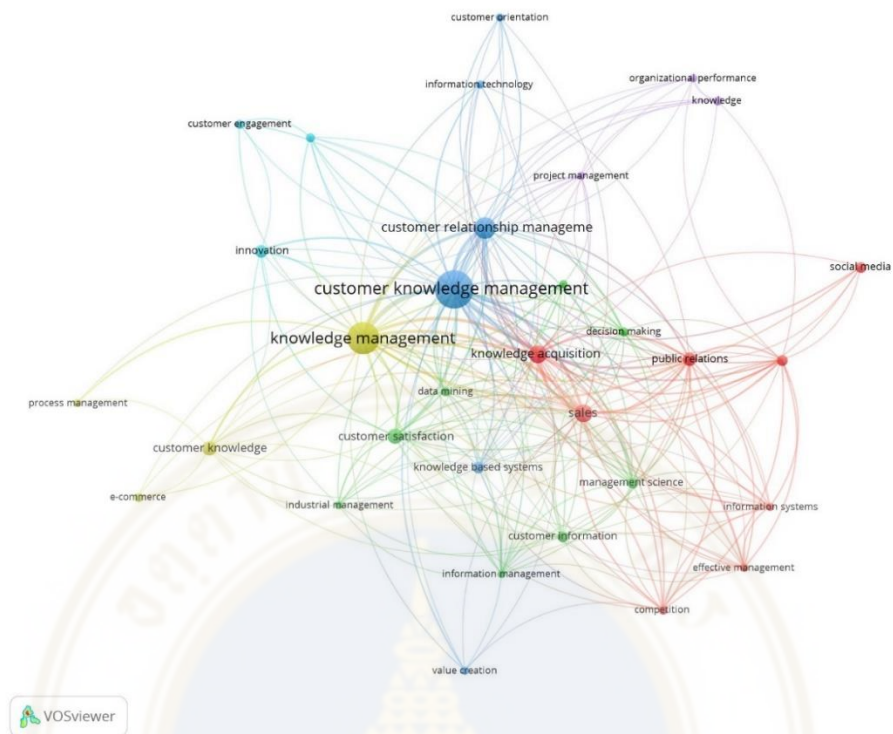 customer orientation
information technology
organizational performance
knowledge
customer engagement
project management
customer relationship manageme
innovation
social media
customer knowledge management
decision making
knowledge management
knowledge acquisition
public relations
data mining
process management
sales
customer satisfaction
customer knowledge
knowledge based systems
management science
e-commerce
industrial management
information systems
customer information
information management
effective management
competition
value creation
VOSviewer